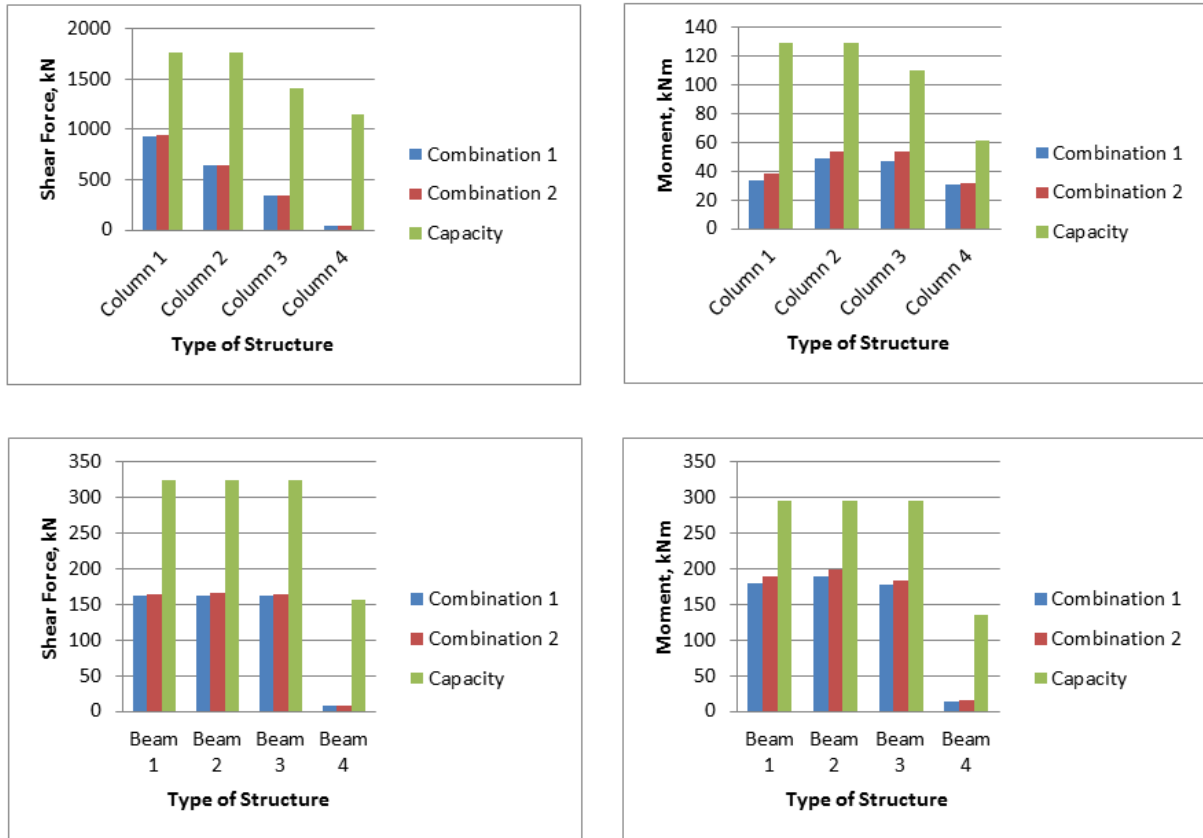 Shear Force, kN
2000
1500
1000
500
0
Column 1
Column 2
Column 3
Column 4
Type of Structure
Combination 1
Combination 2
Capacity
Moment, kNm
140
120
100
80
60
40
20
0
Column 1
Column 2
Column 3
Column 4
Type of Structure
Combination 1
Combination 2
Capacity
Shear Force, kN
350
300
250
200
150
100
50
0
Beam
1
Beam
2
Beam
3
Beam
4
Type of Structure
Combination 1
Combination 2
Capacity
Moment, kNm
350
300
250
200
150
100
50
0
Beam
1
Beam
2
Beam
3
Beam
4
Type of Structure
Combination 1
Combination 2
Capacity